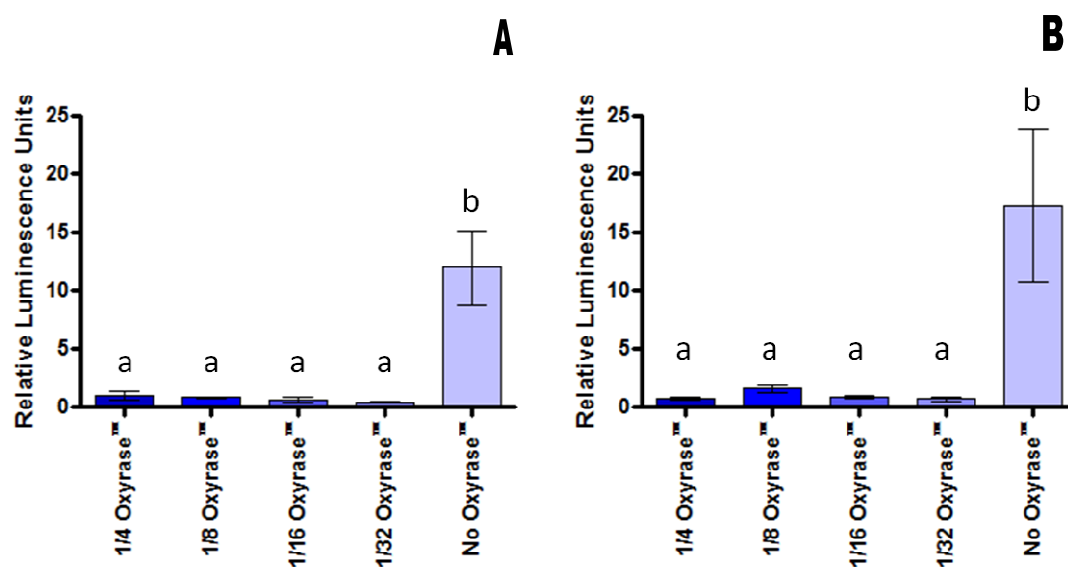 A
Relative Luminescence Units
25
20
15
10
5
0
a
a
a
a
b
1/4 Oxyrase™
1/8 Oxyrase™
1/16 Oxyrase™
1/32 Oxyrase™
No Oxyrase™
B
Relative Luminescence Units
25
20
15
10
5
0
a
a
a
a
b
1/4 Oxyrase™
1/8 Oxyrase™
1/16 Oxyrase™
1/32 Oxyrase™
No Oxyrase™